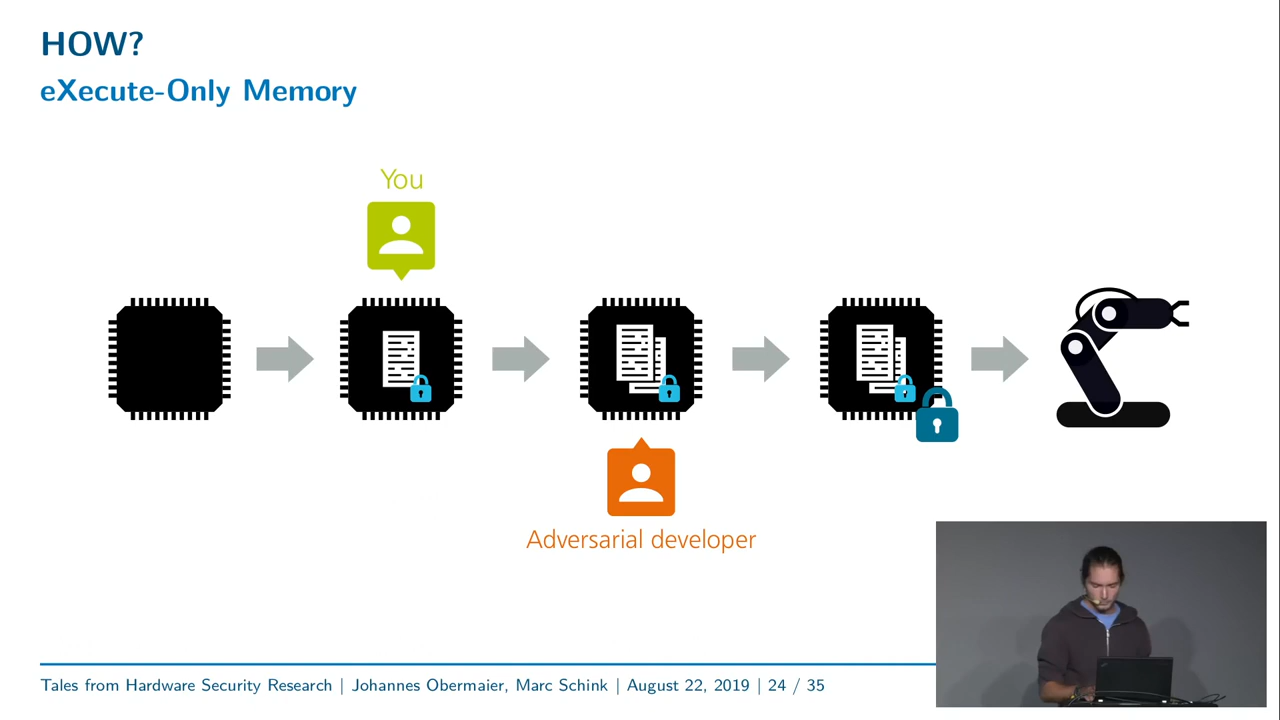 HOW?
eXecute-Only Memory
You
Adversarial developer
Tales from Hardware Security Research | Johannes Obermaier, Marc Schink | August 22, 2019 | 24 / 35